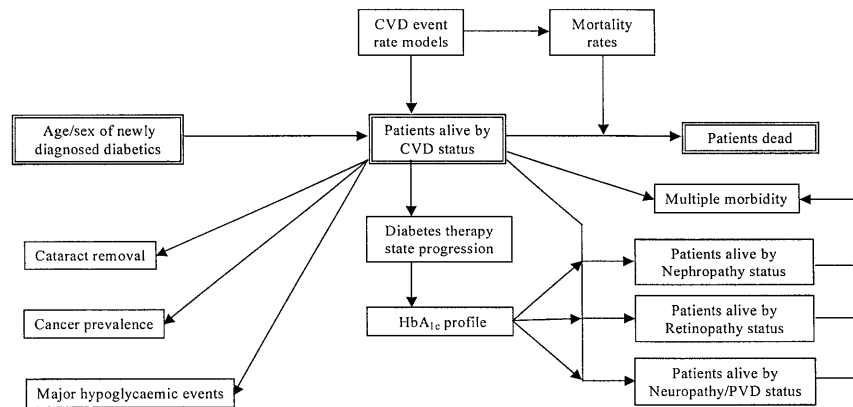 CVD event
rate models
Mortality
rates
Age/sex of newly
diagnosed diabetics
Patients alive by
CVD status
Patients dead
Multiple morbidity
Diabetes therapy
state progression
Cataract removal
Patients alive by
Nephropathy status
Cancer prevalence
HbA1c profile
Patients alive by
Retinopathy status
Major hypoglycaemic events
Patients alive by
Neuropathy/PVD status